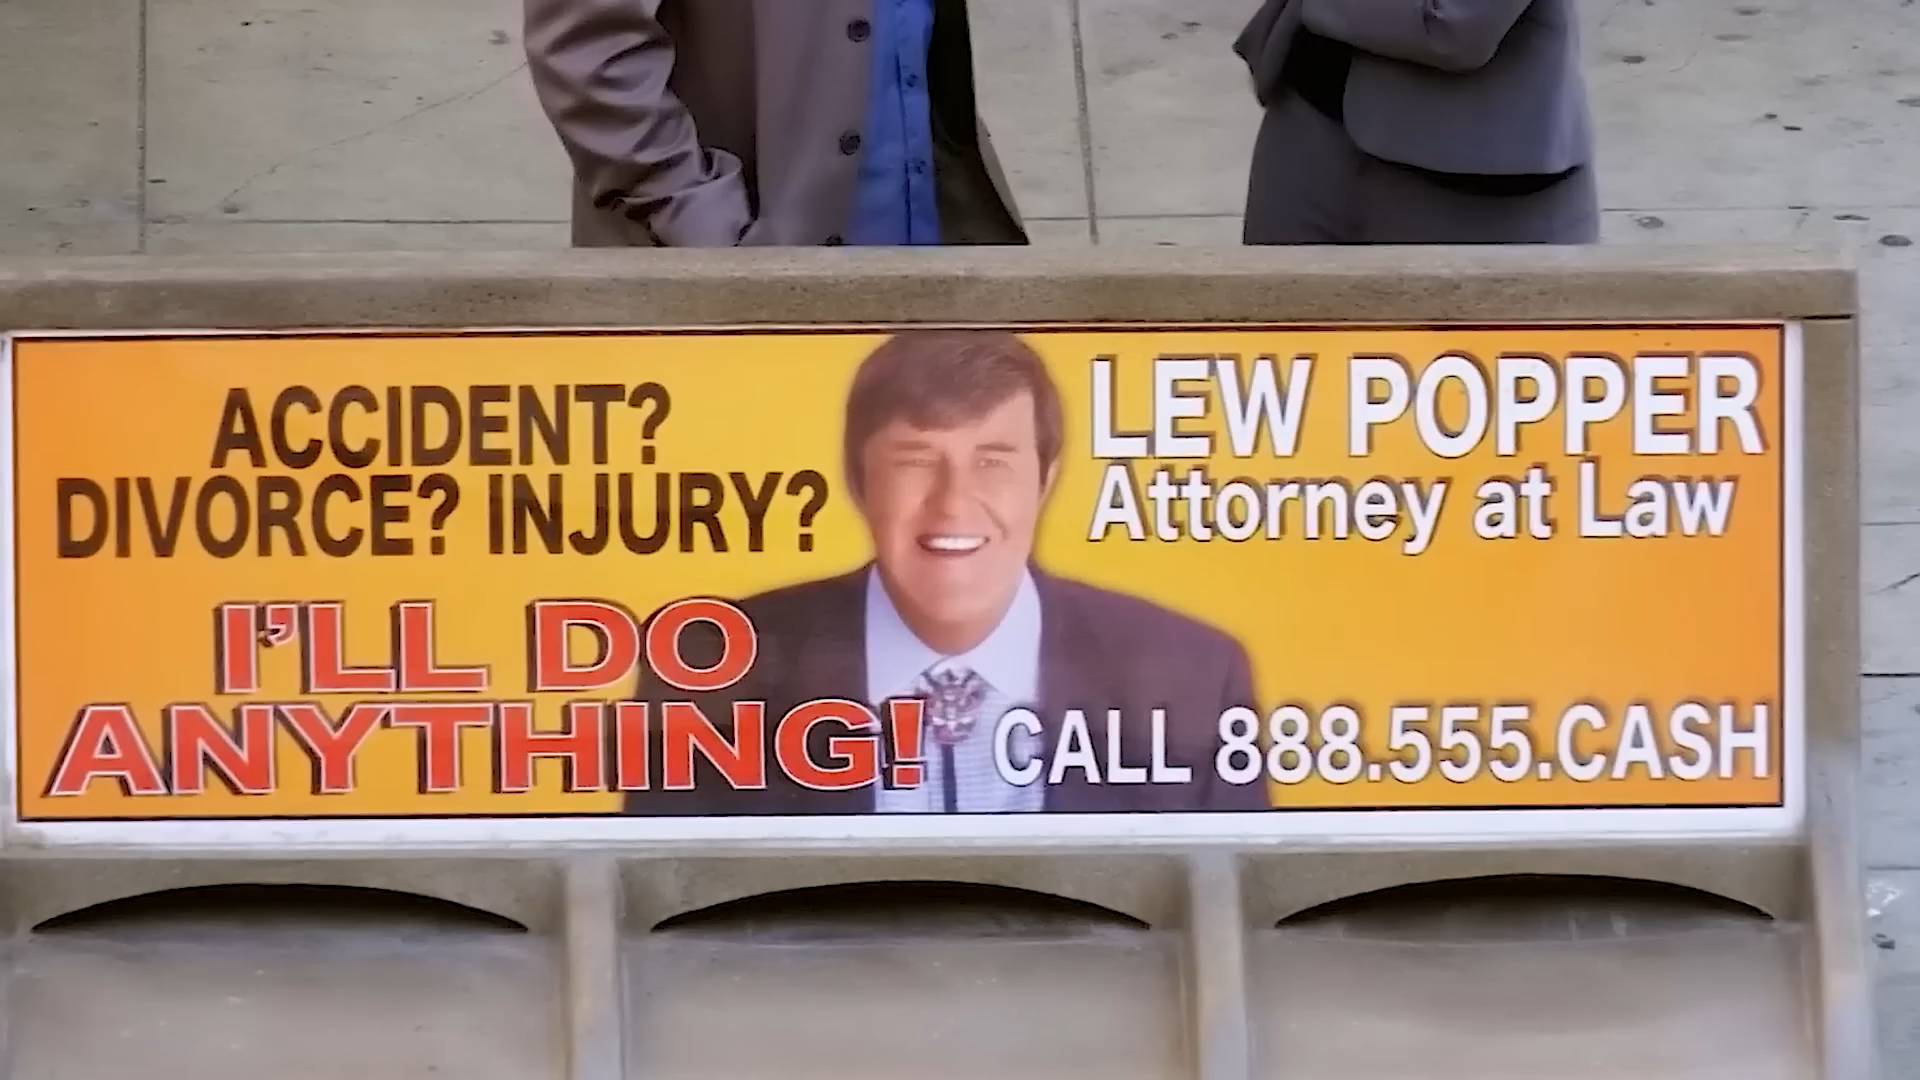 ACCIDENT?
DIVORCE? INJURY?
I'LL DO
ANYTHING!
LEW POPPER
Attorney at Law
CALL 888.555.CASH